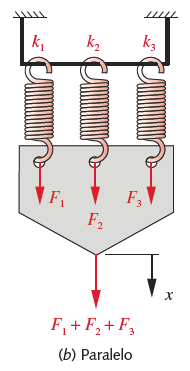 k₁ k₂ k₃
F₁ F₂ F₃
x
F₁ + F₂ + F₃
(b) Paralelo